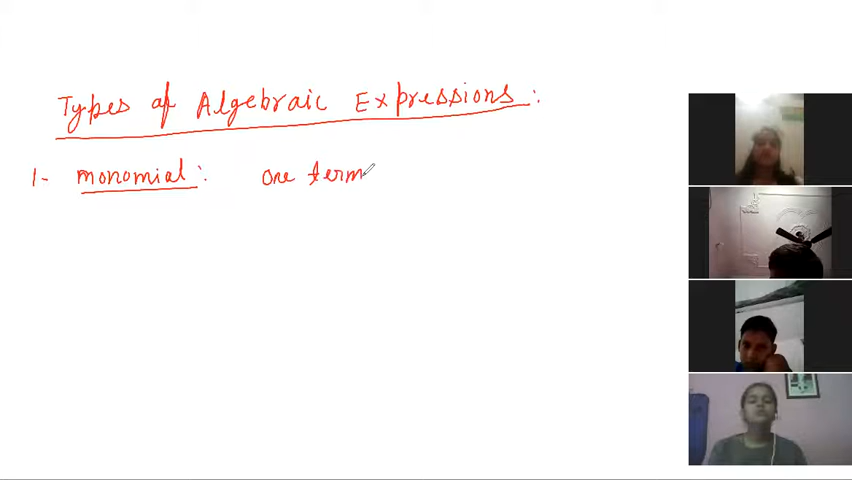 Types of Algebraic Expressions:
1- monomial: one term